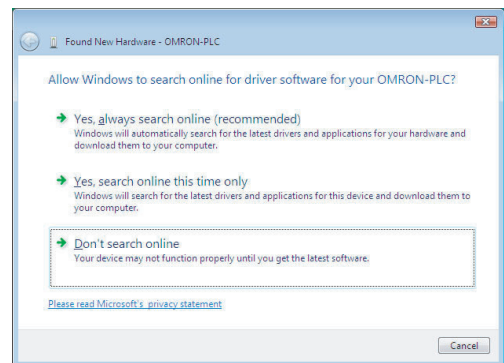 Found New Hardware - OMRON-PLC
Allow Windows to search online for driver software for your OMRON-PLC?
Yes, always search online (recommended)
Windows will automatically search for the latest drivers and applications for your hardware and
download them to your computer.
Yes, search online this time only
Windows will search for the latest drivers and applications for this device and download them to
your computer.
Don't search online
Your device may not function properly until you get the latest software.
Please read Microsoft's privacy statement
Cancel